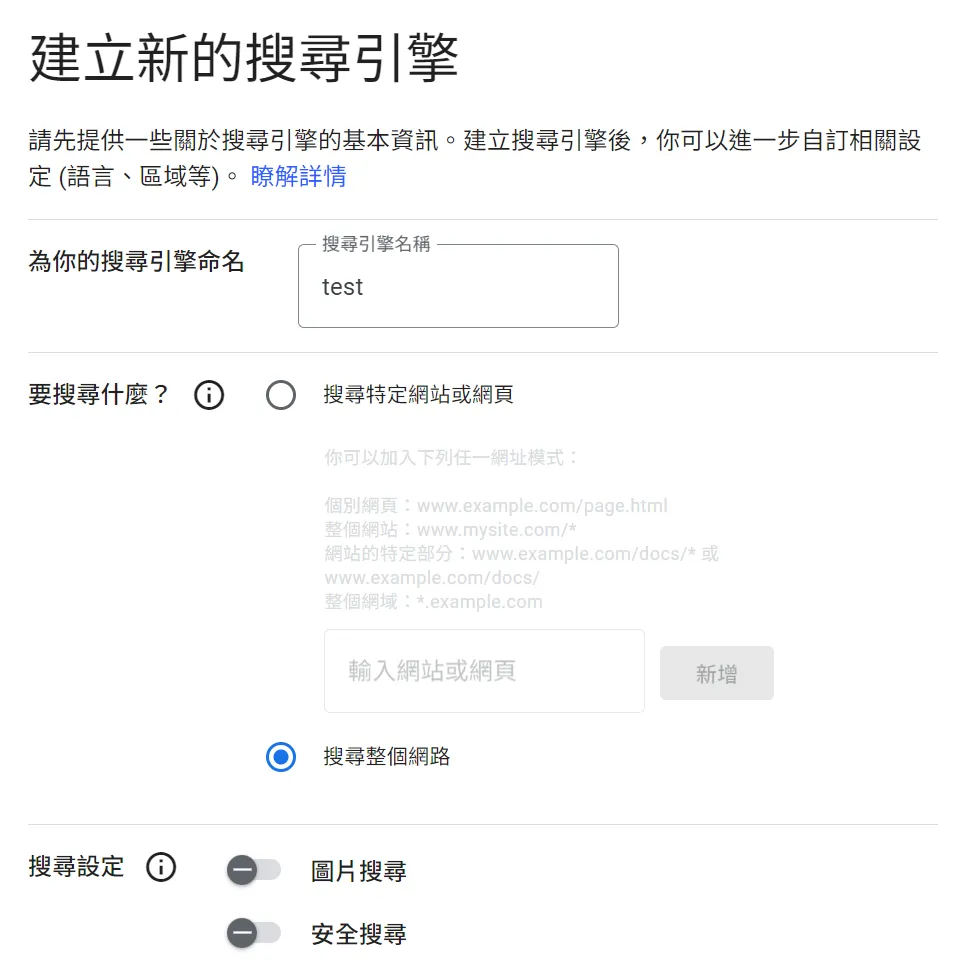 建立新的搜尋引擎
請先提供一些關於搜尋引擎的基本資訊。建立搜尋引擎後，你可以進一步自訂相關設
定 (語言、區域等)。 瞭解詳情
搜尋引擎名稱
為你的搜尋引擎命名
test
要搜尋什麼？
搜尋特定網站或網頁
你可以加入下列任一網址模式：
個別網頁：www.example.com/page.html
整個網站：www.mysite.com/*
網站的特定部分：www.example.com/docs/* 或
www.example.com/docs/
整個網域：*.example.com
輸入網站或網頁
新增
搜尋整個網路
搜尋設定
圖片搜尋
安全搜尋